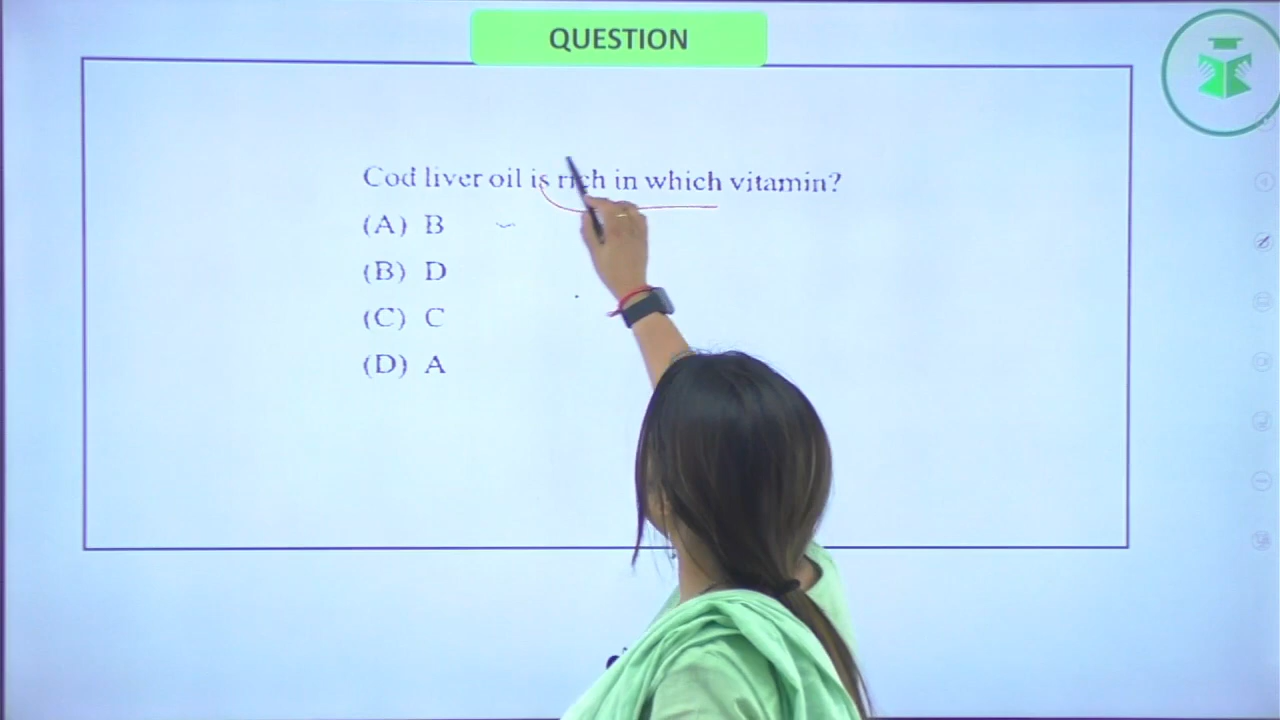 QUESTION
Cod liver oil is rich in which vitamin?
(A) B
(B) D
(C) C
(D) A